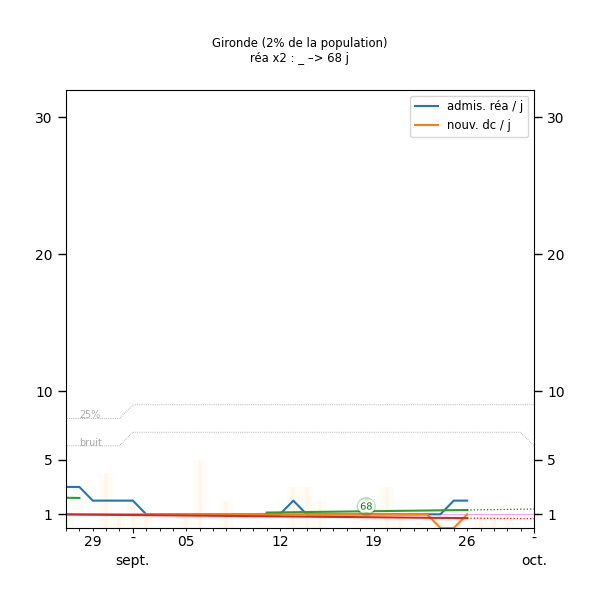 Gironde (2% de la population)
réa x2 : _ –> 68 j
admis. réa / j
nouv. dc / j
30 30
20 20
10 10
25%
bruit
5 5
68
1 1
29 - 05 12 19 26 -
sept. oct.